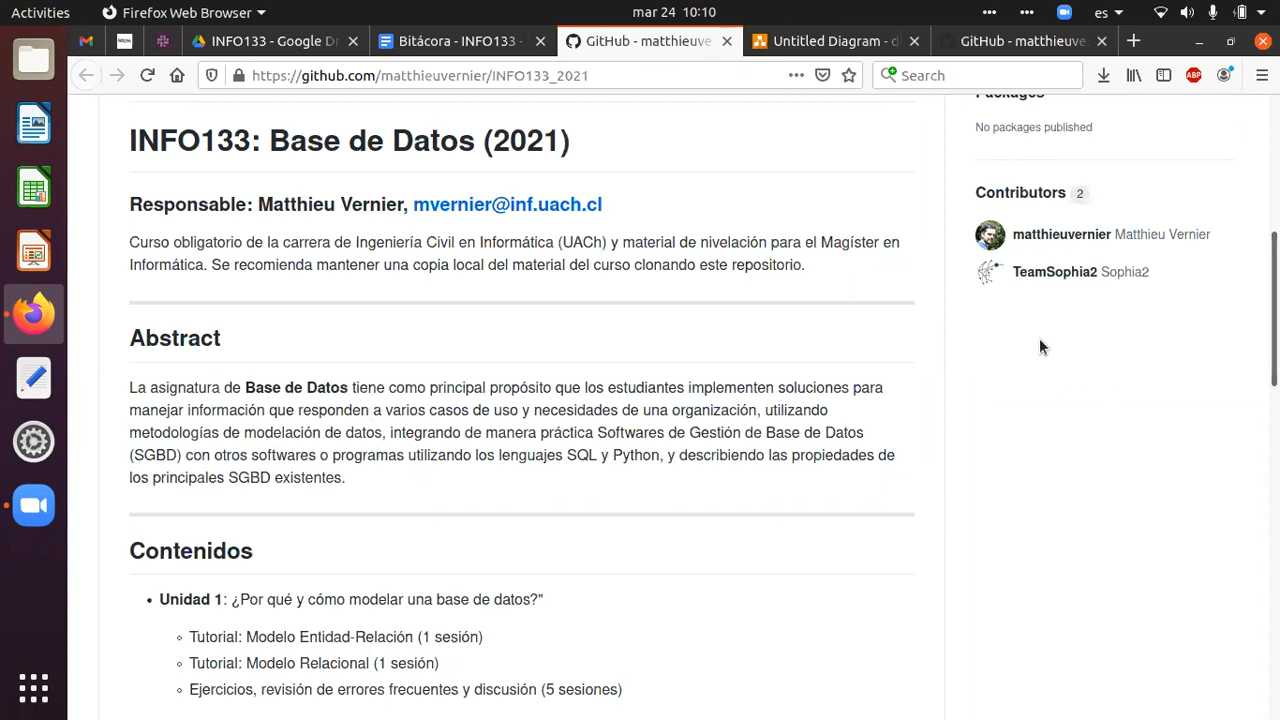 Activities
Firefox Web Browser
mar 24 10:10
es
INFO133 - Google Dr
Bitácora - INFO133 -
GitHub - matthieuve
Untitled Diagram - d
GitHub - matthieuve
https://github.com/matthieuvernier/INFO133_2021
Search
ABP
INFO133: Base de Datos (2021)
Responsable: Matthieu Vernier, mvernier@inf.uach.cl
Curso obligatorio de la carrera de Ingeniería Civil en Informática (UACh) y material de nivelación para el Magíster en
Informática. Se recomienda mantener una copia local del material del curso clonando este repositorio.
Abstract
La asignatura de Base de Datos tiene como principal propósito que los estudiantes implementen soluciones para
manejar información que responden a varios casos de uso y necesidades de una organización, utilizando
metodologías de modelación de datos, integrando de manera práctica Softwares de Gestión de Base de Datos
(SGBD) con otros softwares o programas utilizando los lenguajes SQL y Python, y describiendo las propiedades de
los principales SGBD existentes.
Contenidos
• Unidad 1: ¿Por qué y cómo modelar una base de datos?"
◦ Tutorial: Modelo Entidad-Relación (1 sesión)
◦ Tutorial: Modelo Relacional (1 sesión)
◦ Ejercicios, revisión de errores frecuentes y discusión (5 sesiones)
Packages
No packages published
Contributors 2
matthieuvernier Matthieu Vernier
TeamSophia2 Sophia2